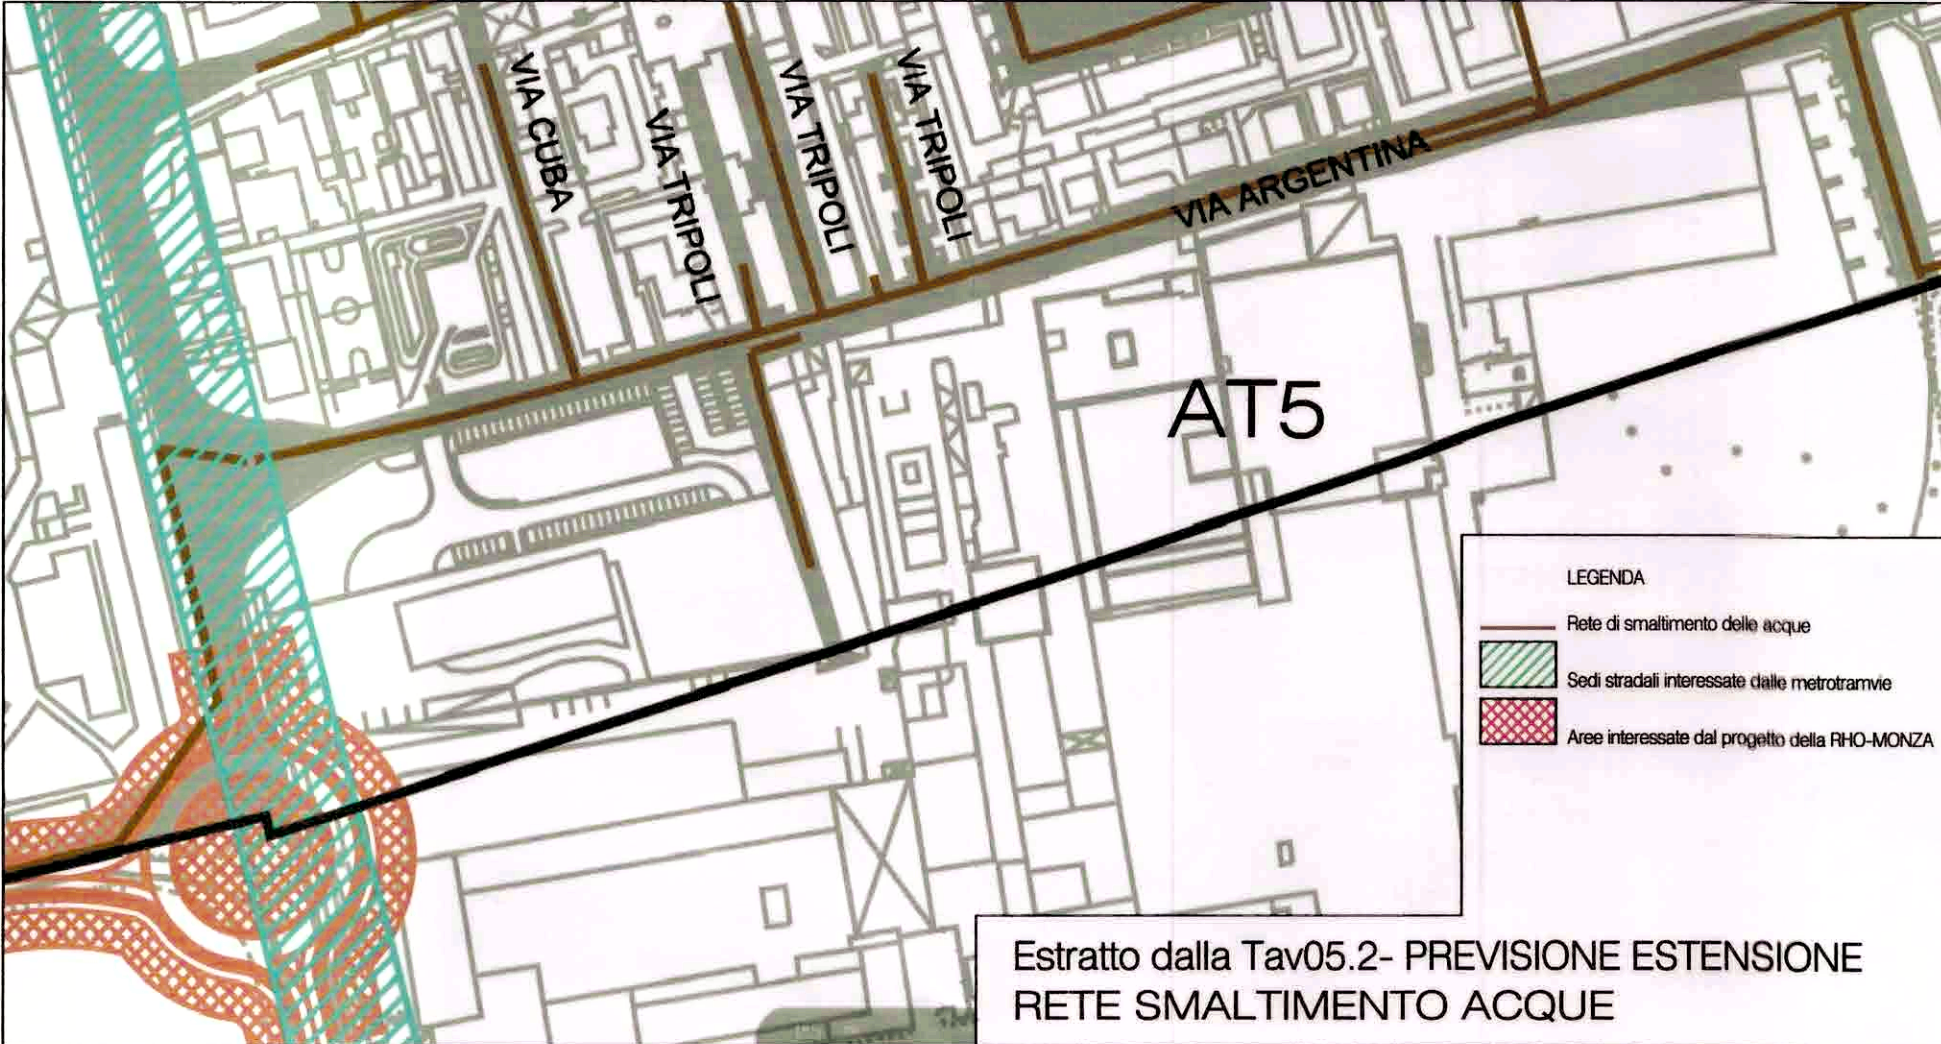 VIA CUBA
VIA TRIPOLI
VIA TRIPOLI
VIA TRIPOLI
VIA ARGENTINA
AT5
LEGENDA
Rete di smaltimento delle acque
Sedi stradali interessate dalle metrotramvie
Aree interessate dal progetto della RHO-MONZA
Estratto dalla Tav05.2- PREVISIONE ESTENSIONE
RETE SMALTIMENTO ACQUE